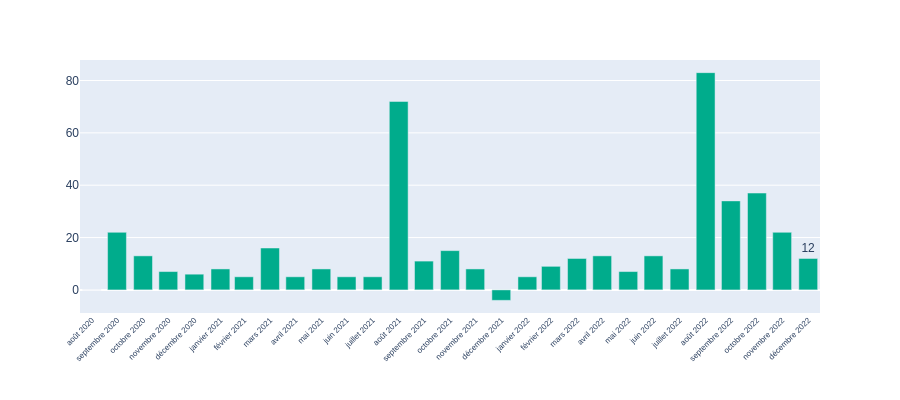 80
60
40
20
0
12
août 2020
septembre 2020
octobre 2020
novembre 2020
décembre 2020
janvier 2021
février 2021
mars 2021
avril 2021
mai 2021
juin 2021
juillet 2021
août 2021
septembre 2021
octobre 2021
novembre 2021
décembre 2021
janvier 2022
février 2022
mars 2022
avril 2022
mai 2022
juin 2022
juillet 2022
août 2022
septembre 2022
octobre 2022
novembre 2022
décembre 2022